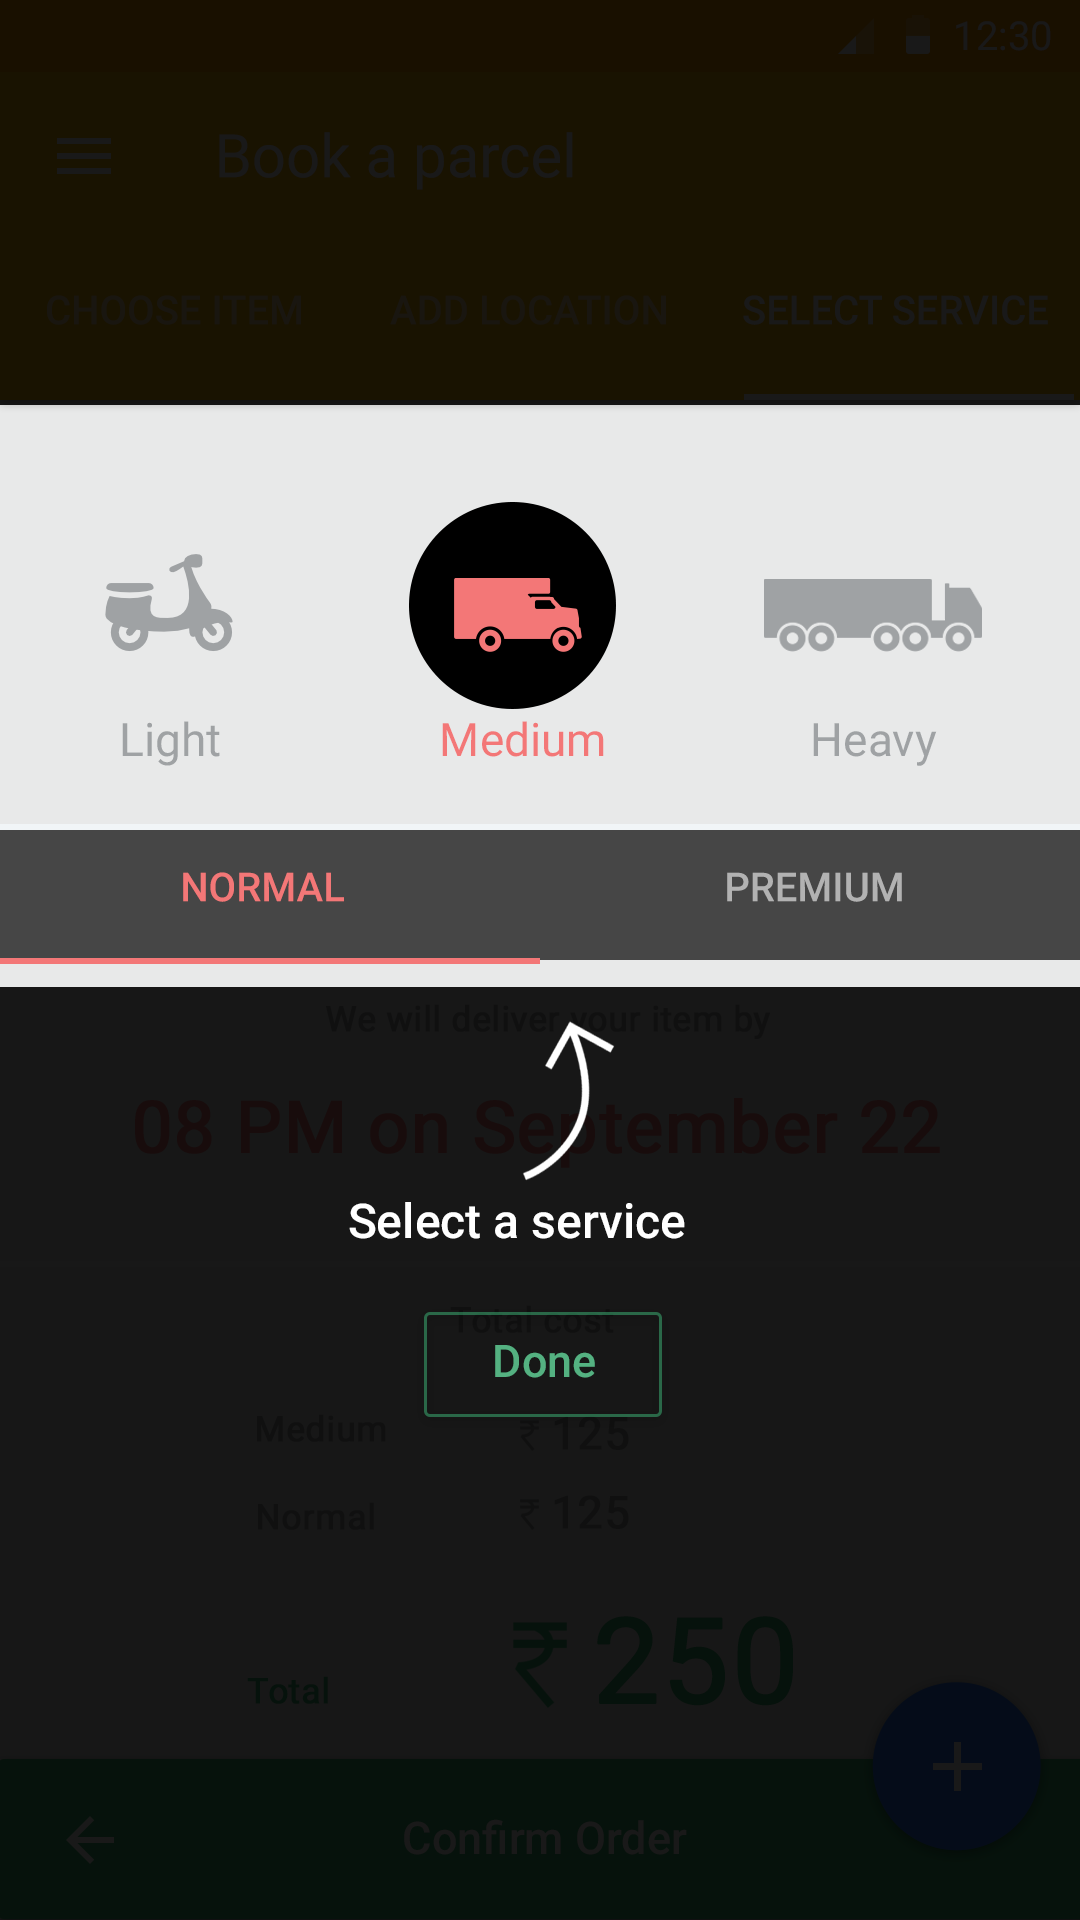 12:30
Book a parcel
CHOOSE ITEM ADD LOCATION SELECT SERVICE
Light Medium Heavy
NORMAL PREMIUM
We will deliver your item by
08 PM on September 22
Select a service
Total cost
Done
Medium ₹ 125
Normal ₹ 125
Total ₹ 250
Confirm Order